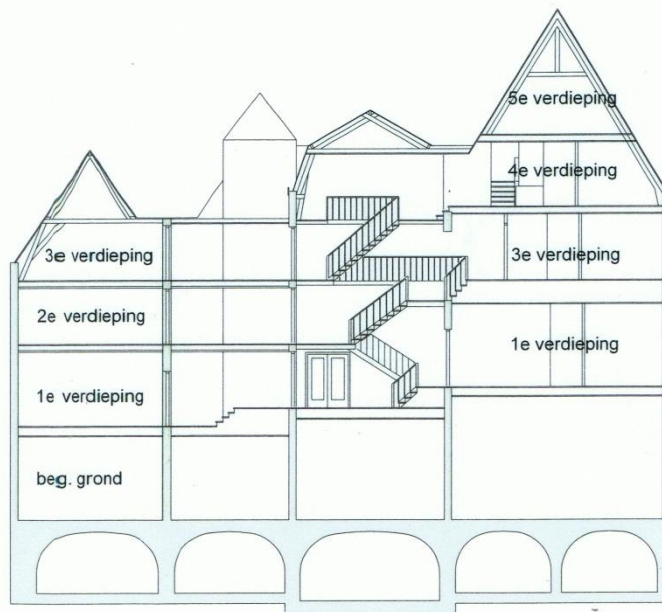 5e verdieping
4e verdieping
3e verdieping
3e verdieping
2e verdieping
1e verdieping
1e verdieping
beg. grond